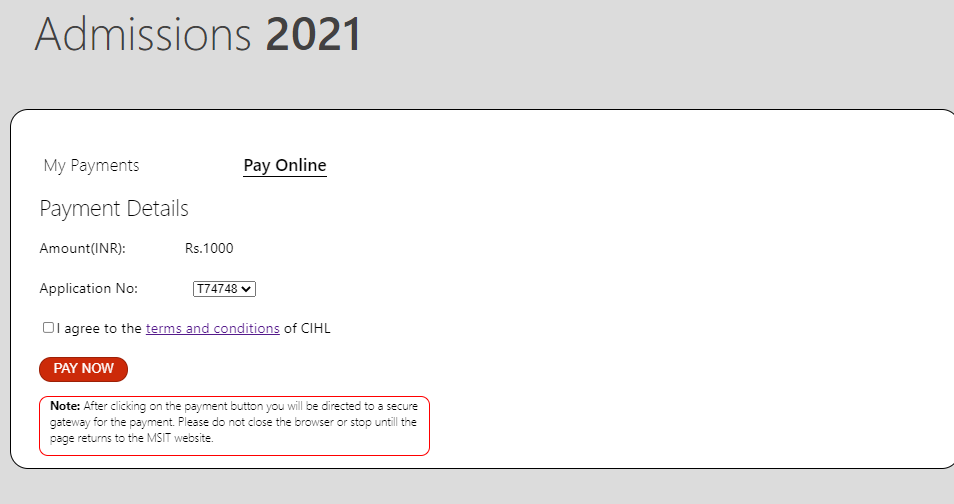 Admissions 2021
My Payments Pay Online
Payment Details
Amount(INR): Rs.1000
Application No: T74748
I agree to the terms and conditions of CIHL
PAY NOW
Note: After clicking on the payment button you will be directed to a secure
gateway for the payment. Please do not close the browser or stop untill the
page returns to the MSIT website.